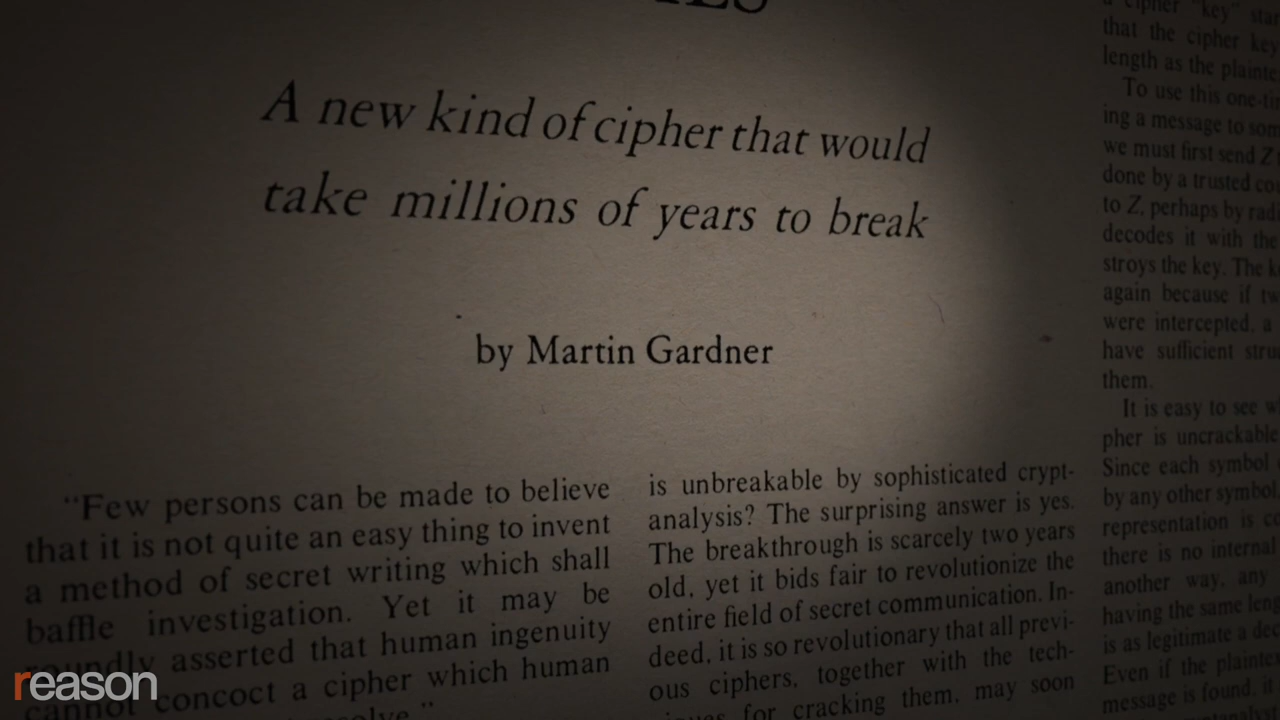 A new kind of cipher that would
take millions of years to break
by Martin Gardner
"Few persons can be made to believe
that it is not quite an easy thing to invent
a method of secret writing which shall
baffle investigation. Yet it may be
roundly asserted that human ingenuity
cannot concoct a cipher which human
is unbreakable by sophisticated crypt-
analysis? The surprising answer is yes.
The breakthrough is scarcely two years
old, yet it bids fair to revolutionize the
entire field of secret communication. In-
deed, it is so revolutionary that all previ-
ous ciphers, together with the tech-
for cracking them, may soon
a cipher "key"
that the cipher key
length as the
To use this
ing a message to
we must first send Z
done by a trusted
to Z, perhaps by
decodes it with the
stroys the key. The
again because if
were intercepted, a
have sufficient
them.
It is easy to see
pher is uncrackable
Since each symbol
by any other symbol
representation is
there is no internal
another way, any
having the same
is as legitimate a
Even if the
message is found,
reason